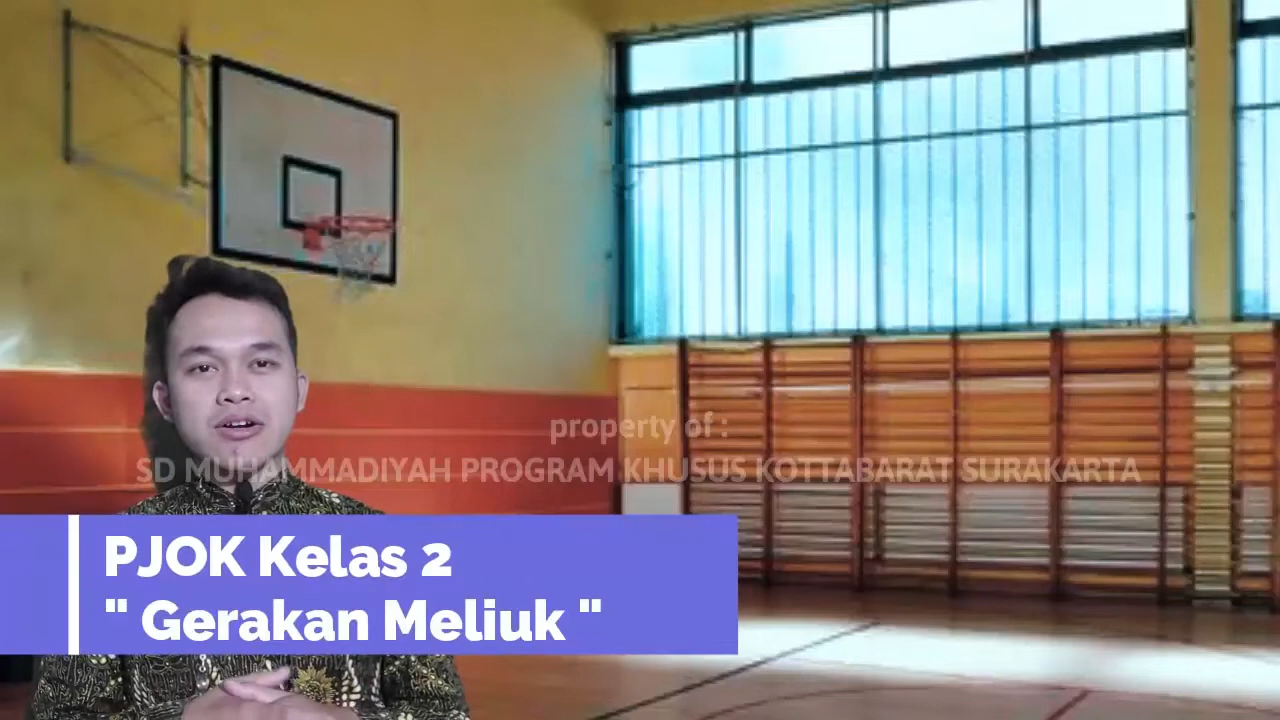 property of :
SD MUHAMMADIYAH PROGRAM KHUSUS KOTTABARAT SURAKARTA
PJOK Kelas 2
" Gerakan Meliuk "